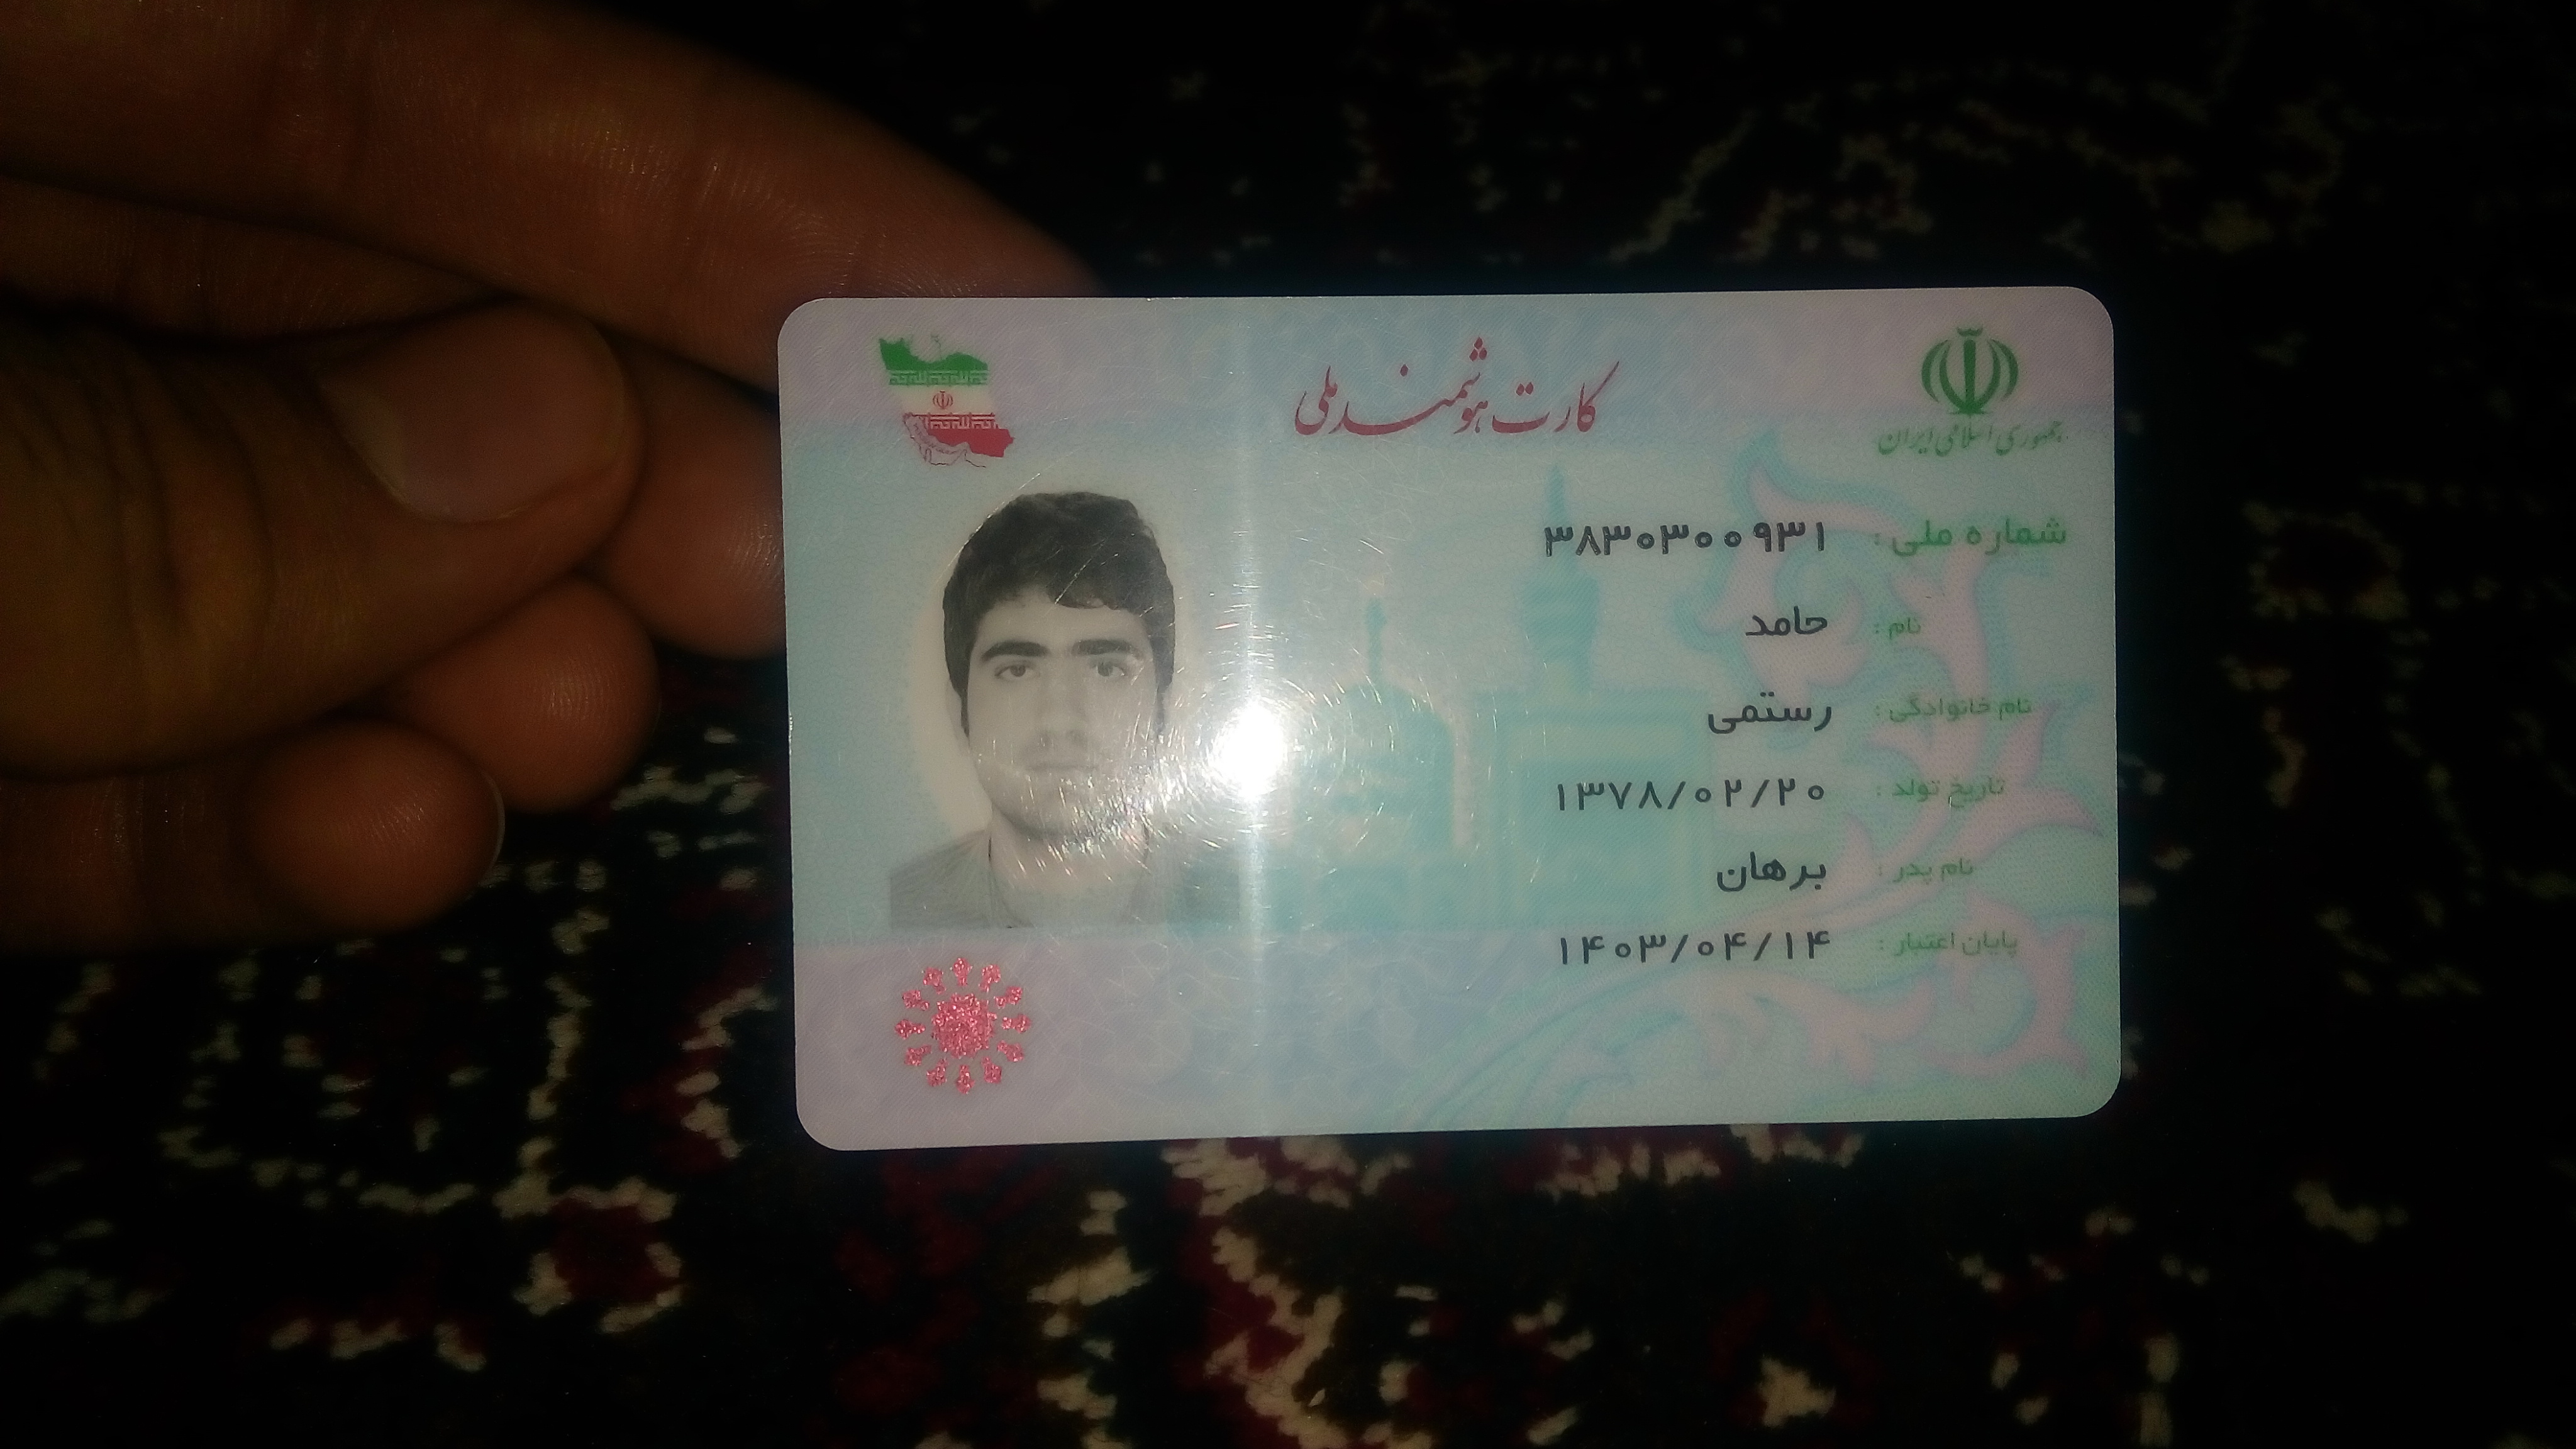 جمهوری اسلامی ایران
کارت هوشمند ملی
شماره ملی : ۳۸۳۰۳۰۰۹۳۱
نام : حامد
نام خانوادگی : رستمی
تاریخ تولد : ۱۳۷۸/۰۲/۲۰
نام پدر : برهان
پایان اعتبار : ۱۴۰۳/۰۴/۱۴